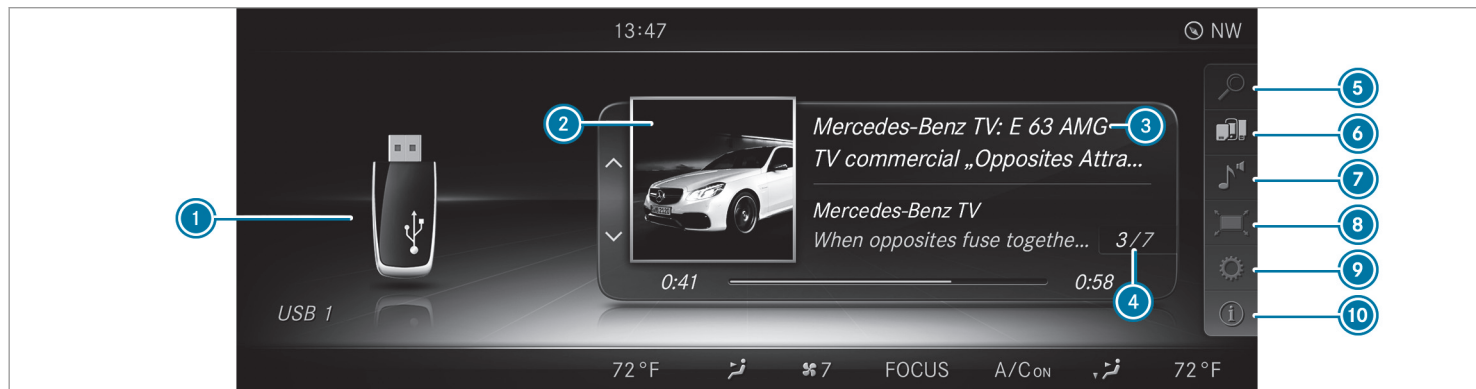 13:47
NW
5
2
Mercedes-Benz TV: E 63 AMG
3
6
TV commercial „Opposites Attra...
7
1
Mercedes-Benz TV
8
When opposites fuse togethe... 3/7
9
0:41
0:58
4
USB 1
10
72°F
7
FOCUS
A/C ON
72°F